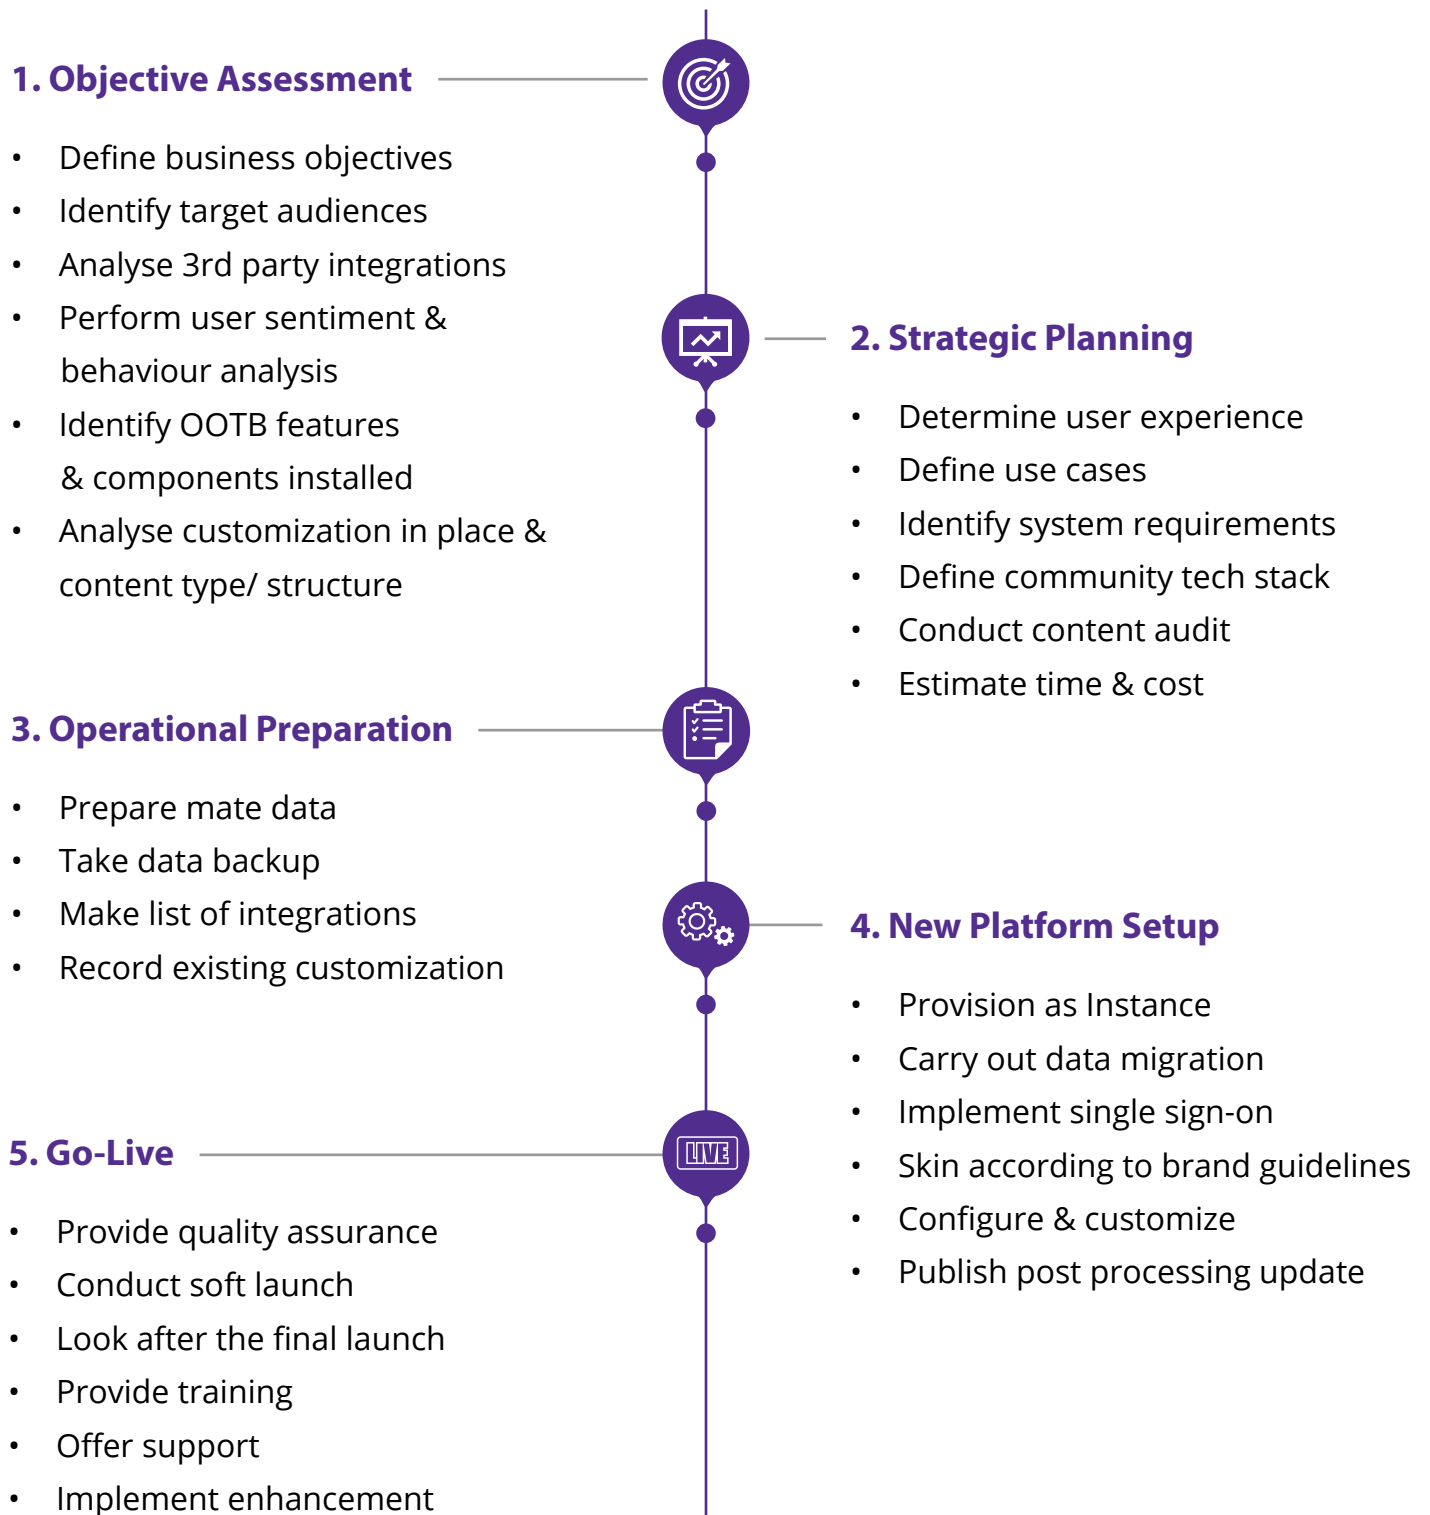 1. Objective Assessment
• Define business objectives
• Identify target audiences
• Analyse 3rd party integrations
• Perform user sentiment &
behaviour analysis
• Identify OOTB features
& components installed
• Analyse customization in place &
content type/ structure
2. Strategic Planning
• Determine user experience
• Define use cases
• Identify system requirements
• Define community tech stack
• Conduct content audit
• Estimate time & cost
3. Operational Preparation
• Prepare mate data
• Take data backup
• Make list of integrations
• Record existing customization
4. New Platform Setup
• Provision as Instance
• Carry out data migration
• Implement single sign-on
• Skin according to brand guidelines
• Configure & customize
• Publish post processing update
5. Go-Live
LIVE
• Provide quality assurance
• Conduct soft launch
• Look after the final launch
• Provide training
• Offer support
• Implement enhancement